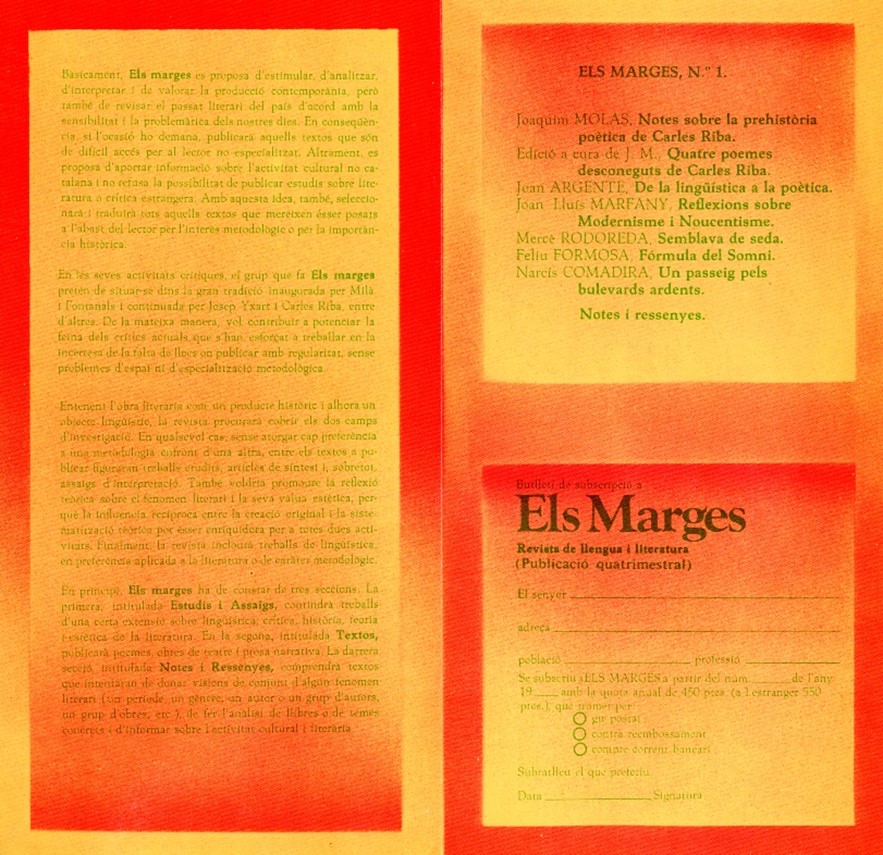 Bàsicament, Els marges es proposa d'estimular, d'analitzar,
d'interpretar i de valorar la producció contemporània, però
també de revisar el passat literari del país d'acord amb la
sensibilitat i la problemàtica dels nostres dies. En conseqüèn-
cia, si l'ocasió ho demana, publicarà aquells textos que són
de difícil accés per al lector no especialitzat. Altrament, es
proposa d'aportar informació sobre l'activitat cultural no ca-
talana i no refusa la possibilitat de publicar estudis sobre lite-
ratura o crítica estrangera. Amb aquesta idea, també, seleccio-
narà i traduirà tots aquells textos que mereixen ésser posats
a l'abast del lector per l'interès metodològic o per la importàn-
cia històrica.
En les seves activitats crítiques, el grup que fa Els marges
pretén de situar-se dins la gran tradició inaugurada per Milà
i Fontanals i continuada per Josep Yxart i Carles Riba, entre
d'altres. De la mateixa manera, vol contribuir a potenciar la
feina dels crítics actuals que s'han esforçat a treballar en la
incertesa de la falta de llocs on publicar amb regularitat, sense
problemes d'espai ni d'especialització metodològica.
Entenent l'obra literària com un producte històric i alhora un
objecte lingüístic, la revista procurarà cobrir els dos camps
d'investigació. En qualsevol cas, sense atorgar cap preferència
a una metodologia enfront d'una altra, entre els textos a pu-
blicar figuraran treballs erudits, articles de síntesi i, sobretot,
assaigs d'interpretació. També voldria promoure la reflexió
teòrica sobre el fenomen literari i la seva vàlua estètica, per-
què la influència recíproca entre la creació original i la siste-
matització teòrica pot ésser enriquidora per a totes dues acti-
vitats. Finalment, la revista inclourà treballs de lingüística,
en preferència aplicada a la literatura o de caràter metodològic.
En principi, Els marges ha de constar de tres seccions. La
primera, intitulada Estudis i Assaigs, contindrà treballs
d'una certa extensió sobre lingüística, crítica, història, teoria
i estètica de la literatura. En la segona, intitulada Textos,
publicarà poemes, obres de teatre i prosa narrativa. La darrera
secció, intitulada Notes i Ressenyes, comprendrà textos
que intentaran de donar visions de conjunt d'algun fenomen
literari (un període, un gènere, un autor o un grup d'autors,
un grup d'obres, etc.), de fer l'anàlisi de llibres o de temes
concrets i d'informar sobre l'activitat cultural i literària.
ELS MARGES, N.º 1.
Joaquim MOLAS, Notes sobre la prehistòria
poètica de Carles Riba.
Edició a cura de J. M., Quatre poemes
desconeguts de Carles Riba.
Joan ARGENTE, De la lingüística a la poètica.
Joan Lluís MARFANY, Reflexions sobre
Modernisme i Noucentisme.
Mercè RODOREDA, Semblava de seda.
Feliu FORMOSA, Fórmula del Somni.
Narcís COMADIRA, Un passeig pels
bulevards ardents.
Notes i ressenyes.
Butlletí de subscripció a
Els Marges
Revista de llengua i literatura
(Publicació quatrimestral)
El senyor
adreça
població professió
Se subscriu a ELS MARGES a partir del núm. de l'any
19 amb la quota anual de 450 ptes. (a l'estranger 550
ptes.), que tramet per:
gir postal
contra reembossament
compte corrent bancari
Subratlleu el que preferiu
Data Signatura